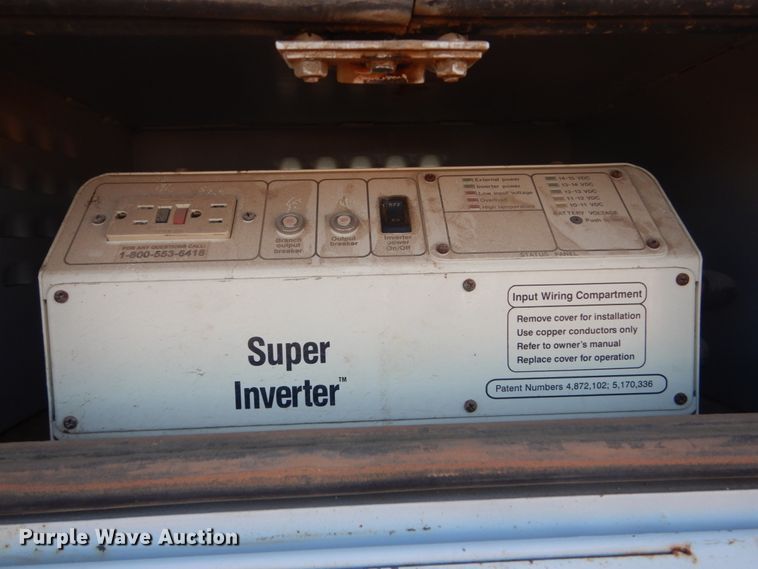 External power
Inverter power
Low input voltage
Overload
High temperature
14-15 VDC
13-14 VDC
12-13 VDC
11-12 VDC
10-11 VDC
BATTERY VOLTAGE
Push to
OFF
FOR ANY QUESTIONS CALL:
1-800-553-6418
Branch
output
breaker
Output
breaker
Inverter
power
On/Off
STATUS PANEL
Input Wiring Compartment
Remove cover for installation
Use copper conductors only
Refer to owner's manual
Replace cover for operation
Patent Numbers 4,872,102; 5,170,336
Super
Inverter™
Purple Wave Auction